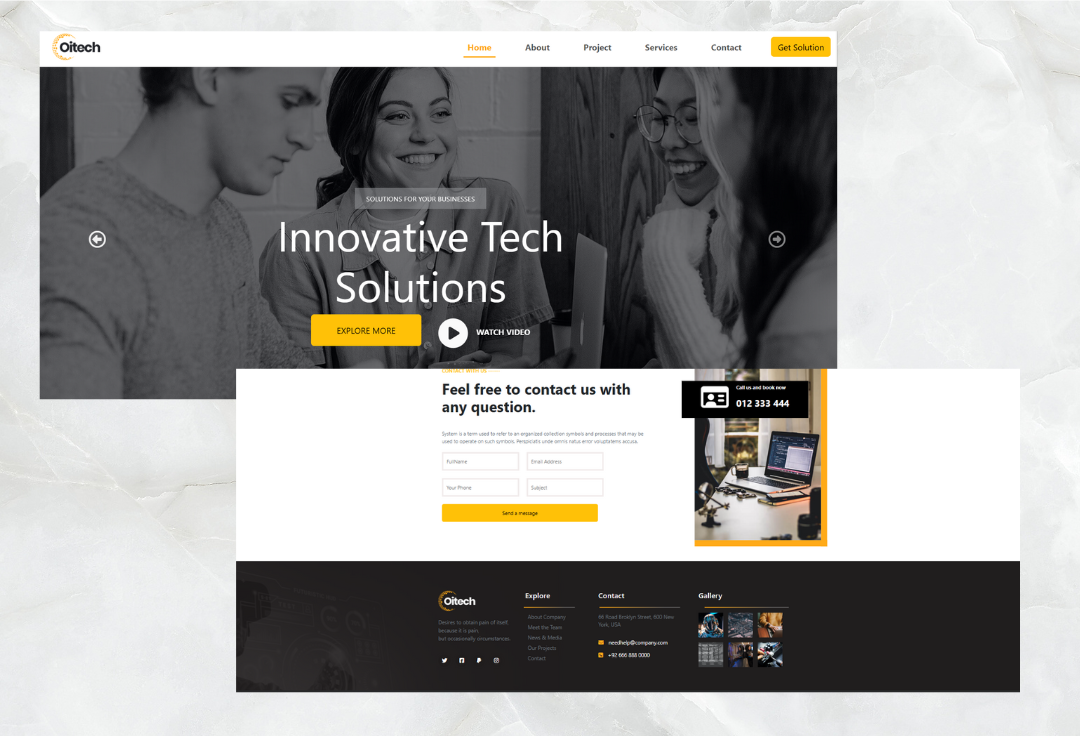 Oitech
Home
About
Project
Services
Contact
Get Solution
SOLUTIONS FOR YOUR BUSINESSES
Innovative Tech
Solutions
EXPLORE MORE
WATCH VIDEO
CONTACT WITH US
Feel free to contact us with
any question.
System is a term used to refer to an organized collection symbols and processes that may be
used to operate on such symbols. Perspiciatis unde omnis natus error voluptatems accusa.
FullName
Email Address
Your Phone
Subject
Send a message
Call us and book now
012 333 444
Oitech
Desires to obtain pain of itself,
because it is pain,
but occasionally circumstances.
Explore
About Company
Meet the Team
News & Media
Our Projects
Contact
Contact
66 Road Broklyn Street, 600 New
York, USA
needhelp@company.com
+92 666 888 0000
Gallery